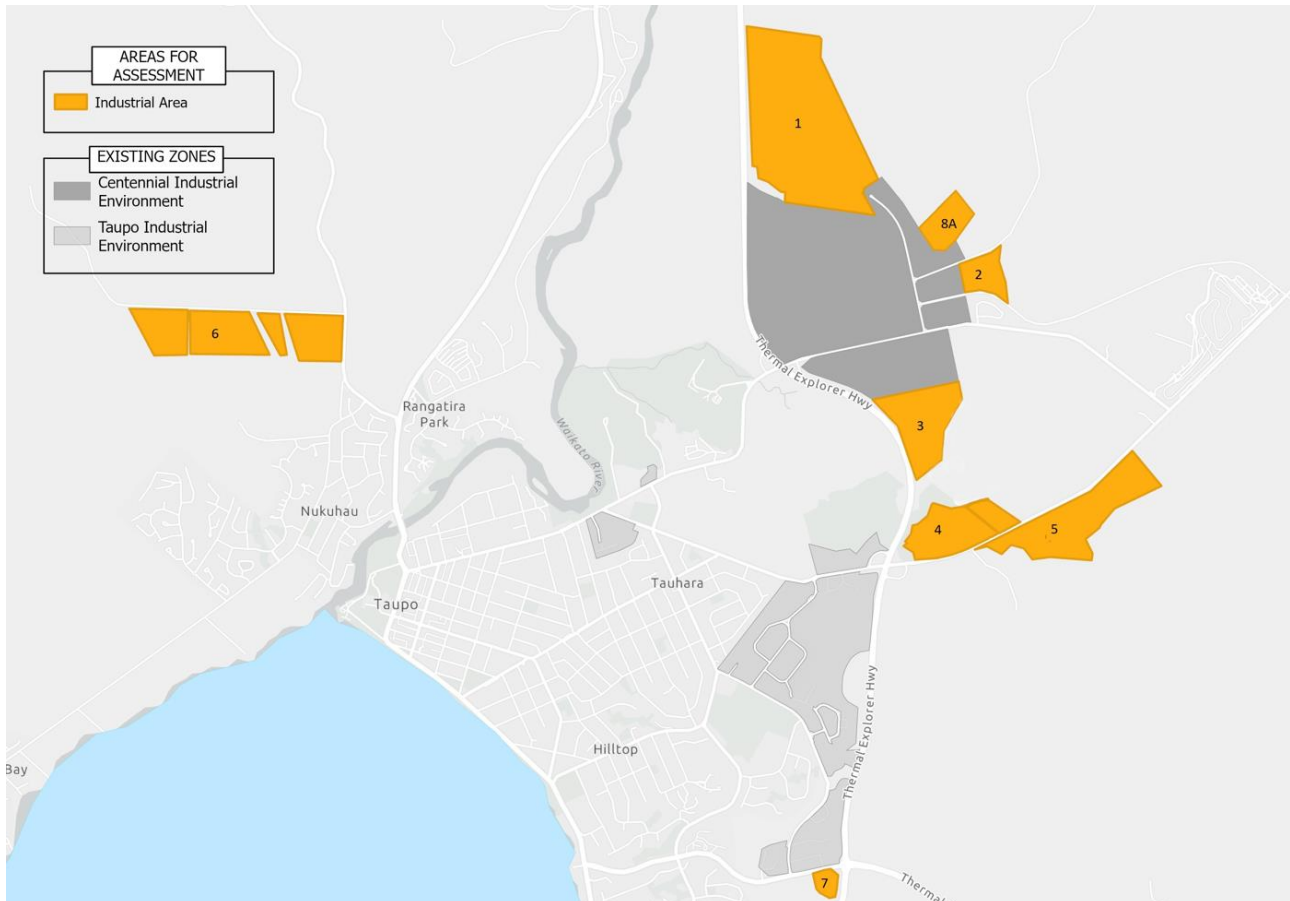 AREAS FOR
ASSESSMENT
Industrial Area
EXISTING ZONES
Centennial Industrial
Environment
Taupo Industrial
Environment
1
8A
2
6
Thermal Explorer Hwy
Rangatira
Park
3
Waikato River
Nukuhau
4
5
Tauhara
Taupo
Thermal Explorer Hwy
Hilltop
Bay
7
Thermal